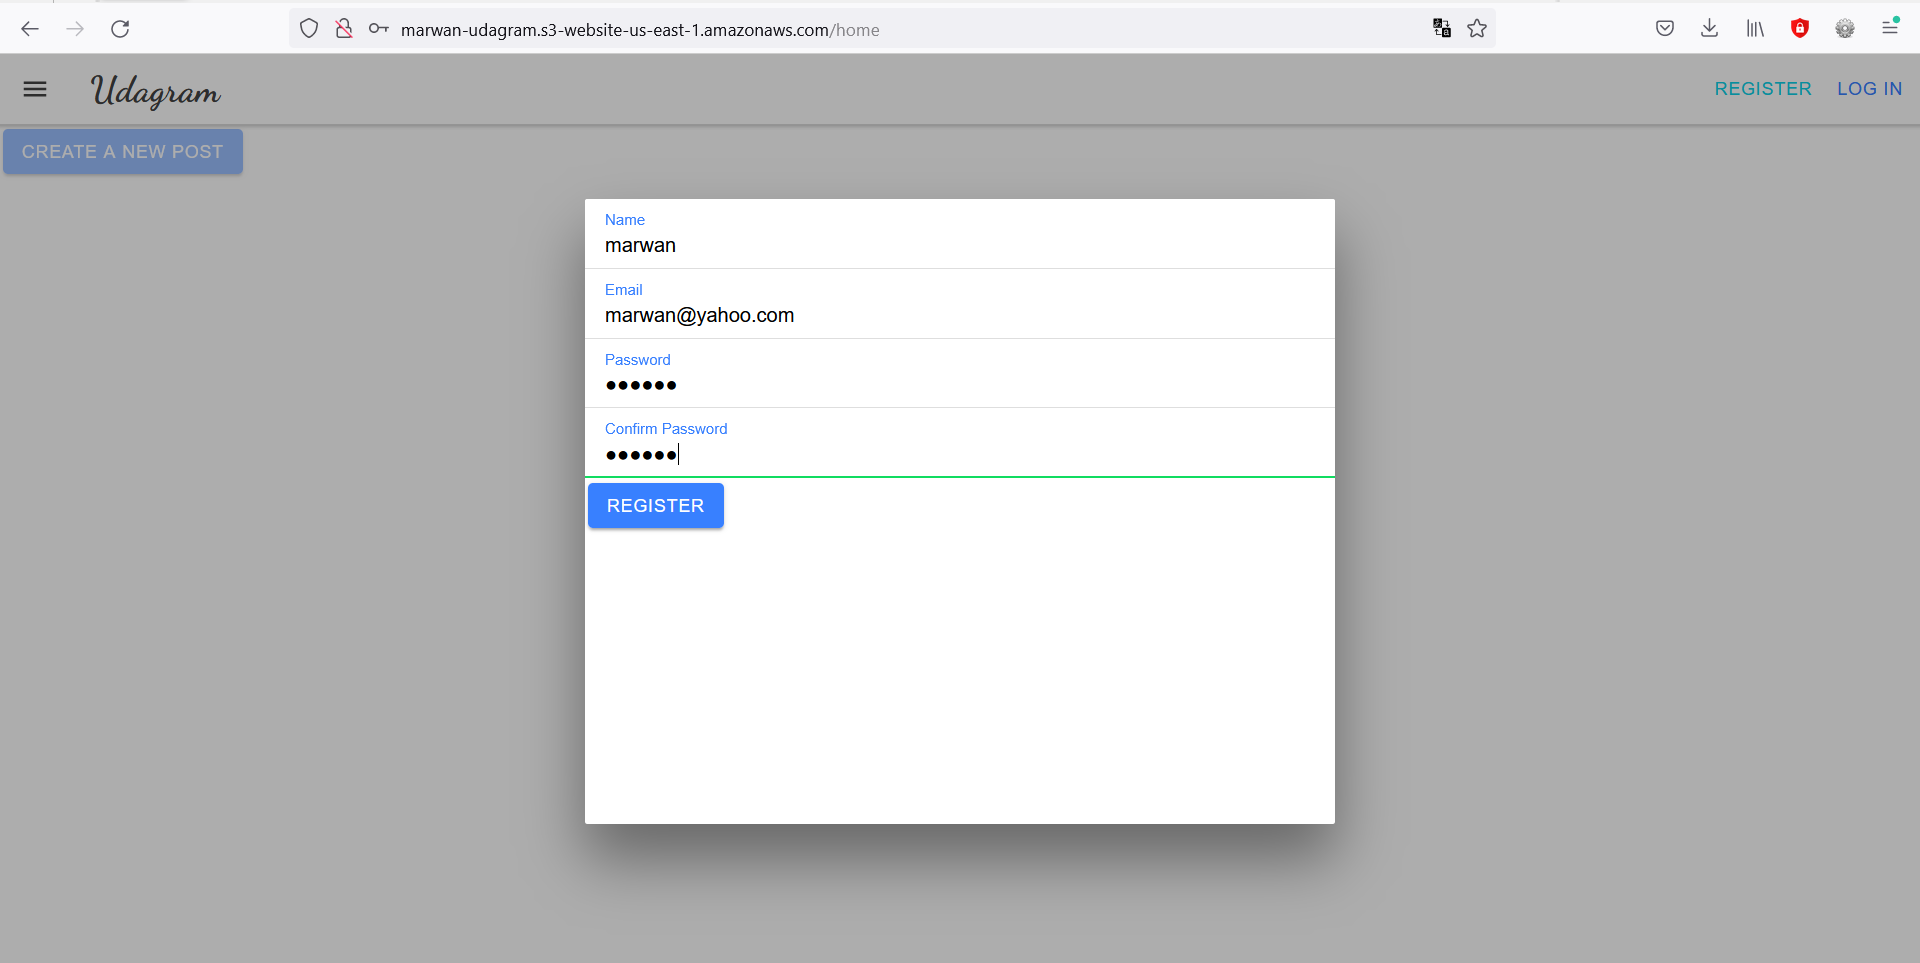 marwan-udagram.s3-website-us-east-1.amazonaws.com/home
Udagram
REGISTER
LOG IN
CREATE A NEW POST
Name
marwan
Email
marwan@yahoo.com
Password
●●●●●●
Confirm Password
●●●●●●
REGISTER